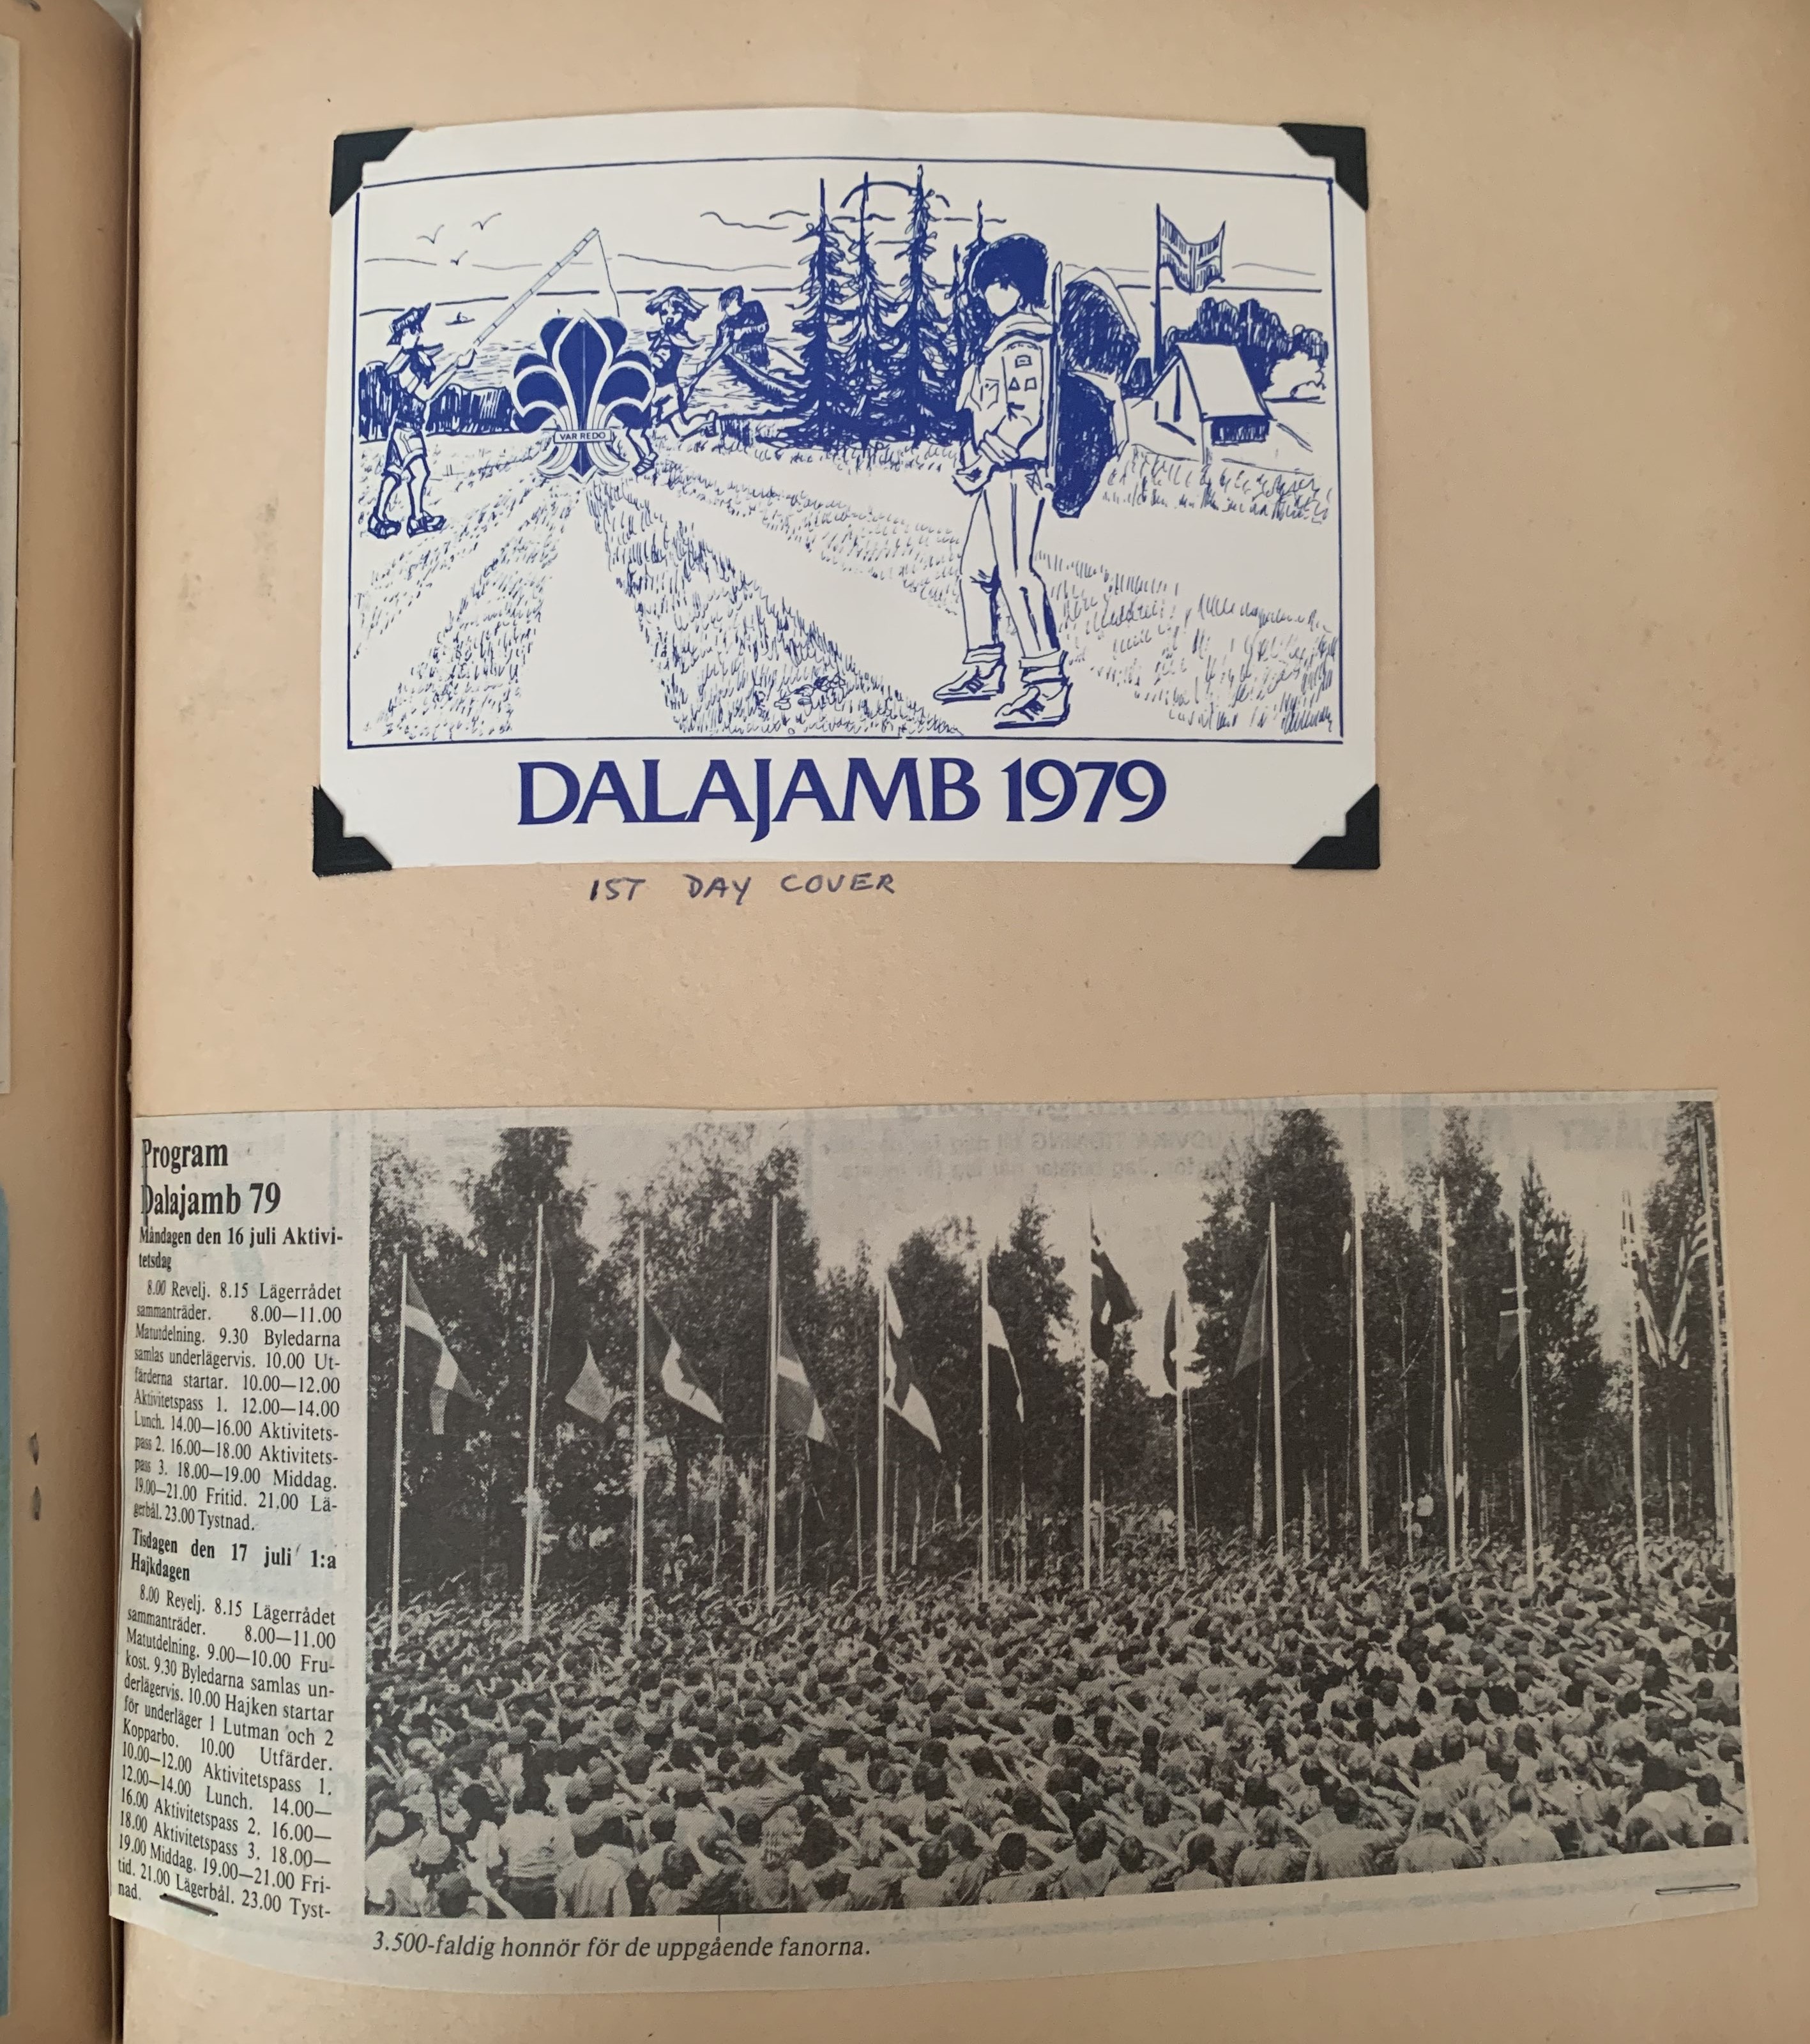 VAR REDO
DALAJAMB 1979
1ST DAY COVER
Program
Dalajamb 79
Måndagen den 16 juli Aktivi-
tetsdag
8.00 Revelj. 8.15 Lägerrådet
sammanträder. 8.00—11.00
Matutdelning. 9.30 Byledarna
samlas underlägervis. 10.00 Ut-
färderna startar. 10.00—12.00
Aktivitetspass 1. 12.00—14.00
Lunch. 14.00—16.00 Aktivitets-
pass 2. 16.00—18.00 Aktivitets-
pass 3. 18.00—19.00 Middag.
19.00—21.00 Fritid. 21.00 Lä-
gerbål. 23.00 Tystnad.
Tisdagen den 17 juli 1:a
Hajkdagen
8.00 Revelj. 8.15 Lägerrådet
sammanträder. 8.00—11.00
Matutdelning. 9.00—10.00 Fru-
kost. 9.30 Byledarna samlas un-
derlägervis. 10.00 Hajken startar
för underläger 1 Lutman och 2
Kopparbo. 10.00 Utfärder.
10.00—12.00 Aktivitetspass 1.
12.00—14.00 Lunch. 14.00—
16.00 Aktivitetspass 2. 16.00—
18.00 Aktivitetspass 3. 18.00—
19.00 Middag. 19.00—21.00 Fri-
tid. 21.00 Lägerbål. 23.00 Tyst-
nad.
3.500-faldig honnör för de uppgående fanorna.